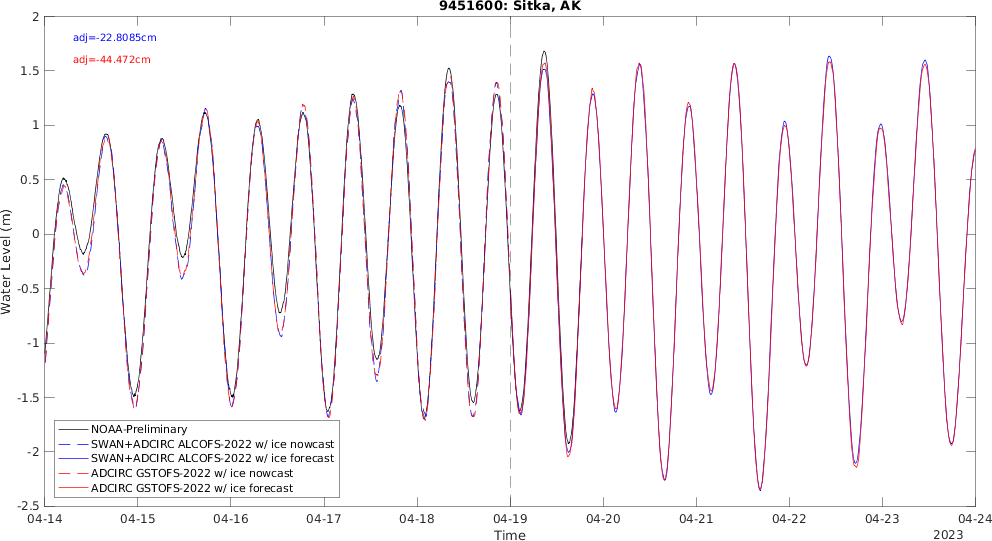 9451600: Sitka, AK
adj=-22.8085cm
adj=-44.472cm
Water Level (m)
2
1.5
1
0.5
0
-0.5
-1
-1.5
-2
-2.5
NOAA-Preliminary
SWAN+ADCIRC ALCOFS-2022 w/ ice nowcast
SWAN+ADCIRC ALCOFS-2022 w/ ice forecast
ADCIRC GSTOFS-2022 w/ ice nowcast
ADCIRC GSTOFS-2022 w/ ice forecast
04-14 04-15 04-16 04-17 04-18 04-19 04-20 04-21 04-22 04-23 04-24
Time
2023